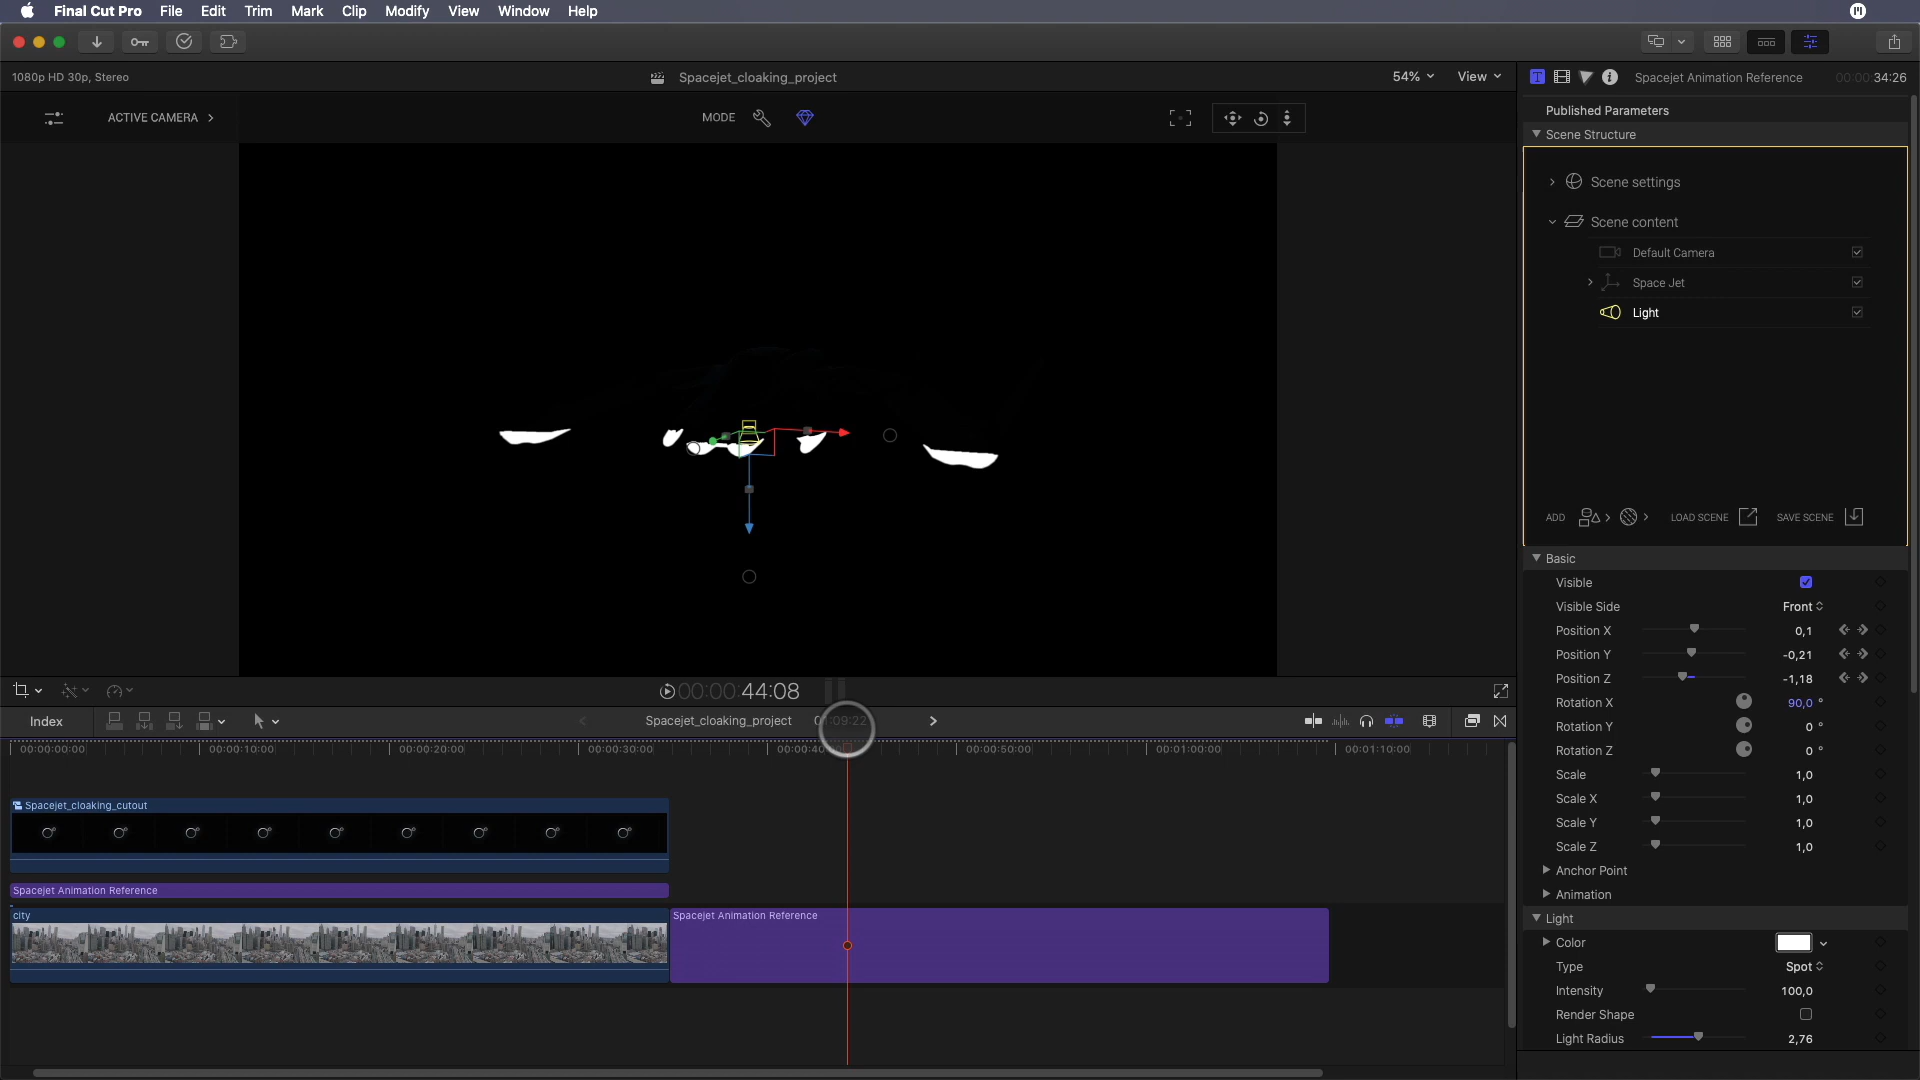 Final Cut Pro File Edit Trim Mark Clip Modify View Window Help
1080p HD 30p, Stereo
Spacejet_cloaking_project
54% View
Spacejet Animation Reference 00:00:34:26
ACTIVE CAMERA
MODE
Published Parameters
Scene Structure
Scene settings
Scene content
Default Camera
Space Jet
Light
ADD LOAD SCENE SAVE SCENE
Basic
Visible
Visible Side Front
Position X 0,1
Position Y -0,21
Position Z -1,18
Rotation X 90,0 °
Rotation Y 0 °
Rotation Z 0 °
Scale 1,0
Scale X 1,0
Scale Y 1,0
Scale Z 1,0
Anchor Point
Animation
Light
Color
Type Spot
Intensity 100,0
Render Shape
Light Radius 2,76
00:00:44:08
Index
Spacejet_cloaking_project
00:00:00:00 00:00:10:00 00:00:20:00 00:00:30:00 00:00:50:00 00:01:00:00 00:01:10:00
Spacejet_cloaking_cutout
Spacejet Animation Reference
city
Spacejet Animation Reference